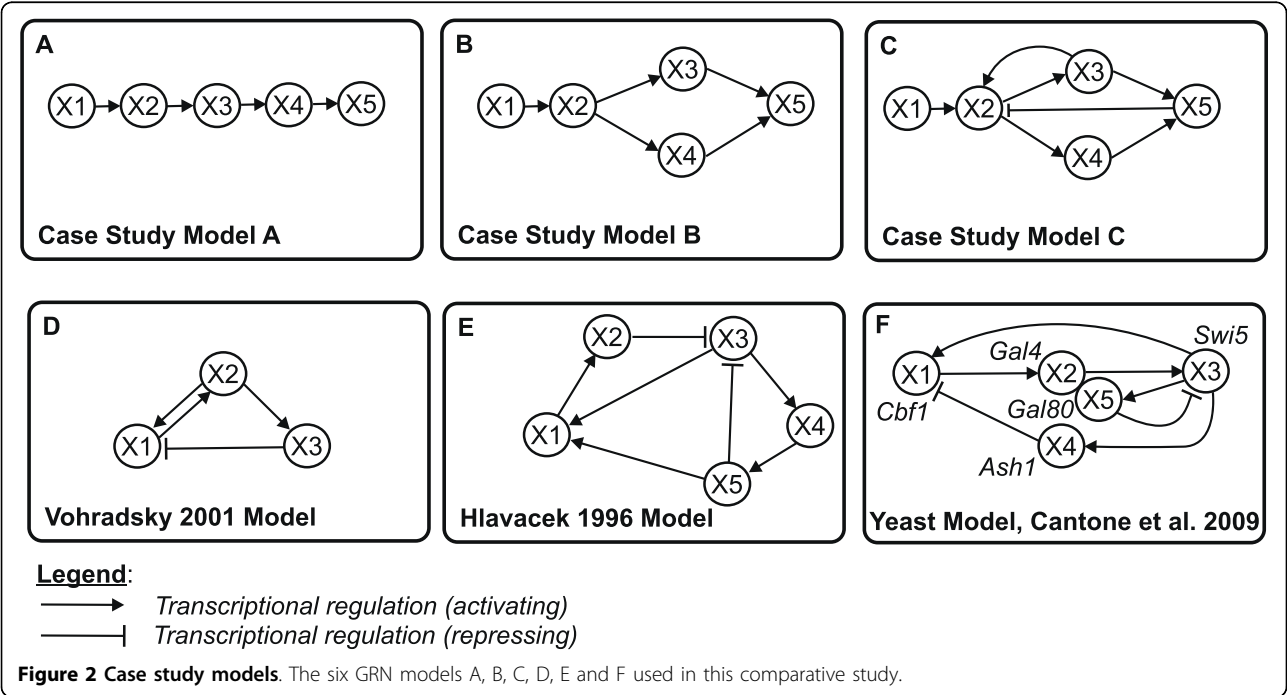 A
X1 X2 X3 X4 X5
Case Study Model A
B
X1 X2 X3 X4 X5
Case Study Model B
C
X1 X2 X3 X4 X5
Case Study Model C
D
X2
X1 X3
Vohradsky 2001 Model
E
X2 X3
X1 X4
X5
Hlavacek 1996 Model
F
Swi5
Gal4
X1 X2 X3
Cbf1 Gal80 X5
X4
Ash1
Yeast Model, Cantone et al. 2009
Legend:
Transcriptional regulation (activating)
Transcriptional regulation (repressing)
Figure 2 Case study models. The six GRN models A, B, C, D, E and F used in this comparative study.